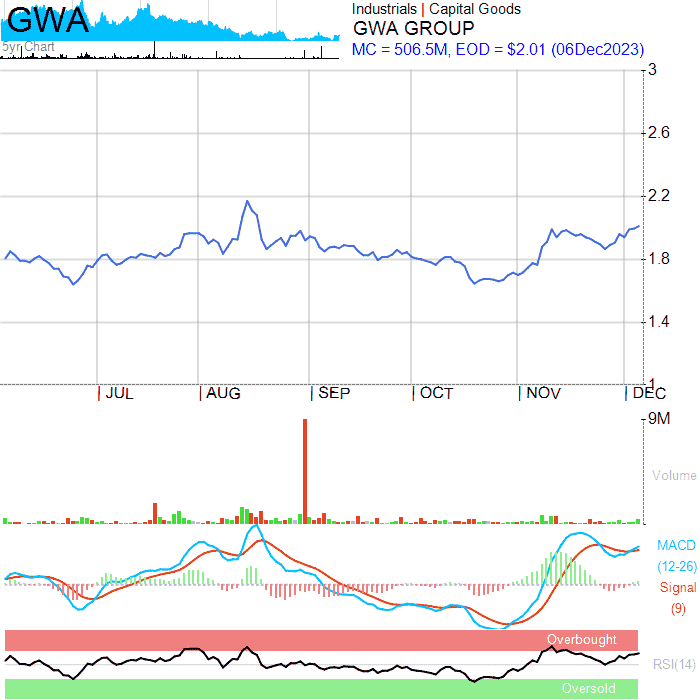 GWA
5yr Chart
Industrials | Capital Goods
GWA GROUP
MC = 506.5M, EOD = $2.01 (06Dec2023)
3
2.6
2.2
1.8
1.4
1
JUL
AUG
SEP
OCT
NOV
DEC
9M
Volume
MACD
(12-26)
Signal
(9)
Overbought
RSI(14)
Oversold